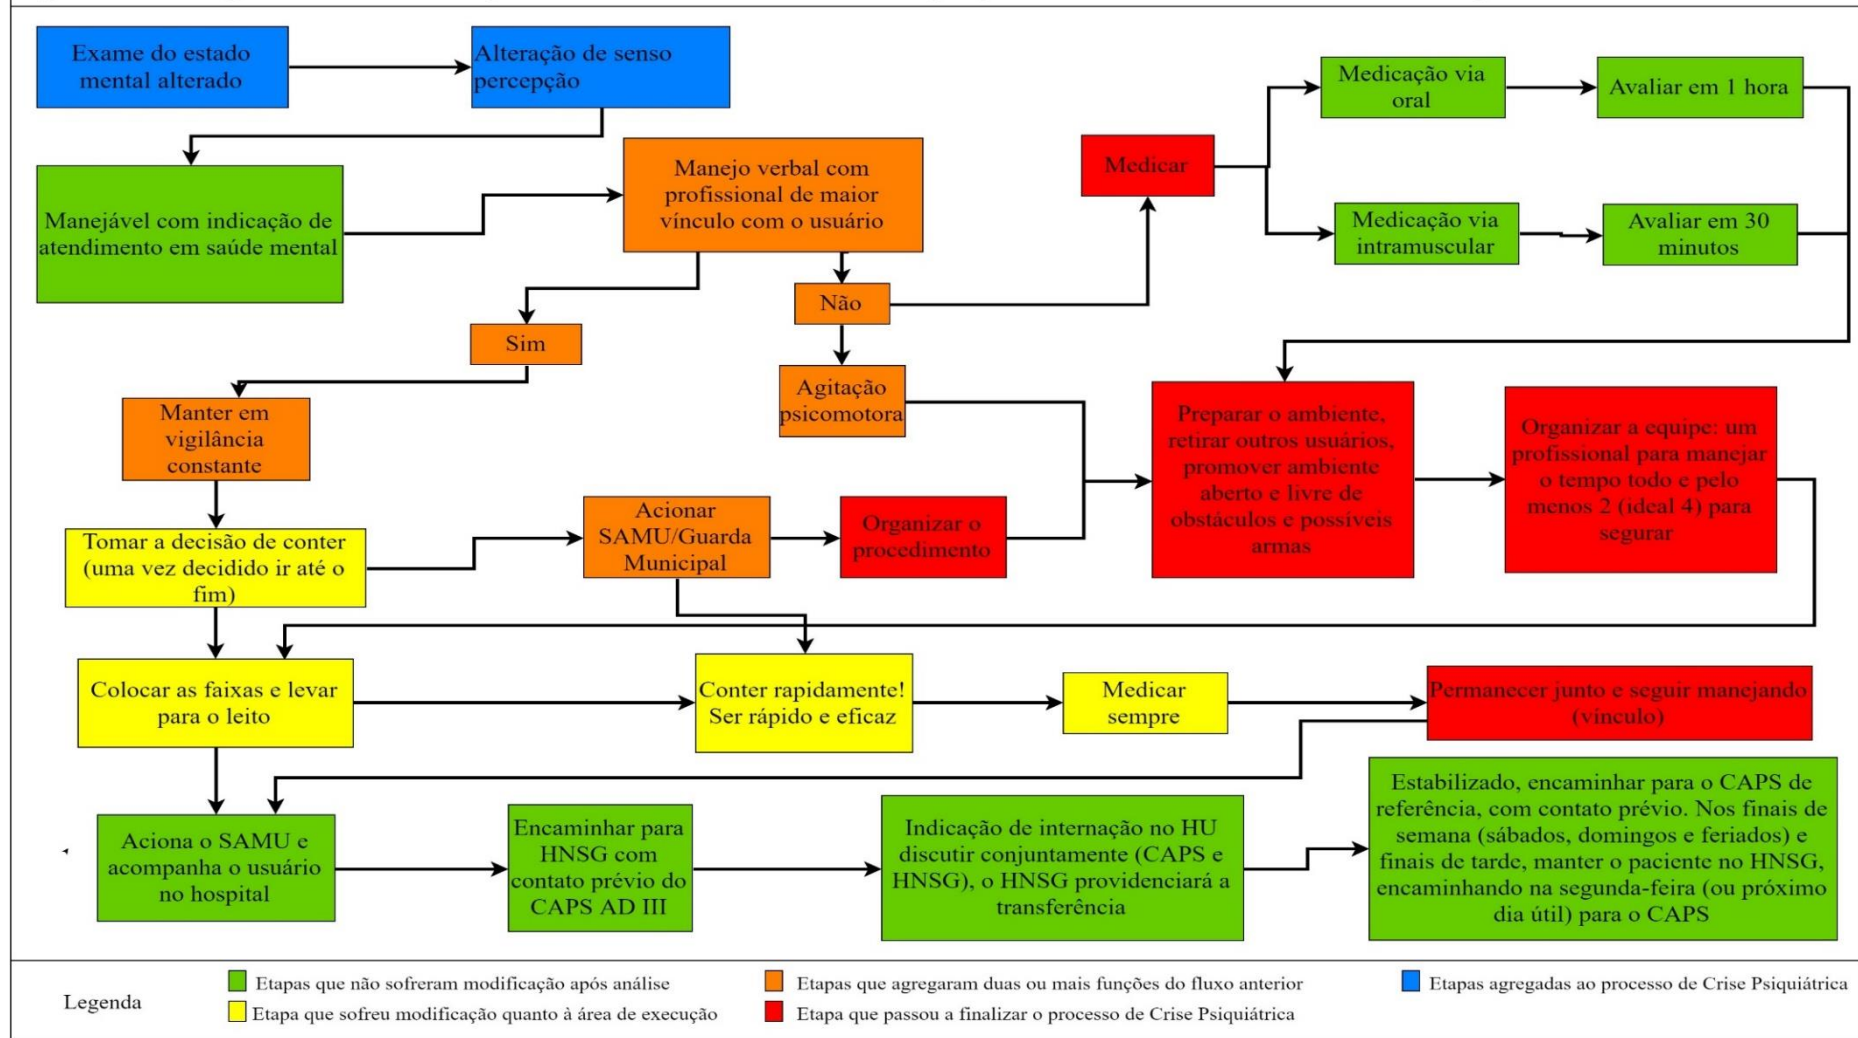 Exame do estado
mental alterado
Alteração de senso
percepção
Medicação via
oral
Avaliar em 1 hora
Manejável com indicação de
atendimento em saúde mental
Manejo verbal com
profissional de maior
vínculo com o usuário
Medicar
Medicação via
intramuscular
Avaliar em 30
minutos
Não
Sim
Manter em
vigilância
constante
Agitação
psicomotora
Preparar o ambiente,
retirar outros usuários,
promover ambiente
aberto e livre de
obstáculos e possíveis
armas
Organizar a equipe: um
profissional para manejar
o tempo todo e pelo
menos 2 (ideal 4) para
segurar
Tomar a decisão de conter
(uma vez decidido ir até o
fim)
Acionar
SAMU/Guarda
Municipal
Organizar o
procedimento
Colocar as faixas e levar
para o leito
Conter rapidamente!
Ser rápido e eficaz
Medicar
sempre
Permanecer junto e seguir manejando
(vínculo)
Aciona o SAMU e
acompanha o usuário
no hospital
Encaminhar para
HNSG com
contato prévio do
CAPS AD III
Indicação de internação no HU
discutir conjuntamente (CAPS e
HNSG), o HNSG providenciará a
transferência
Estabilizado, encaminhar para o CAPS de
referência, com contato prévio. Nos finais de
semana (sábados, domingos e feriados) e
finais de tarde, manter o paciente no HNSG,
encaminhando na segunda-feira (ou próximo
dia útil) para o CAPS
Legenda
Etapas que não sofreram modificação após análise
Etapas que agregaram duas ou mais funções do fluxo anterior
Etapas agregadas ao processo de Crise Psiquiátrica
Etapa que sofreu modificação quanto à área de execução
Etapa que passou a finalizar o processo de Crise Psiquiátrica